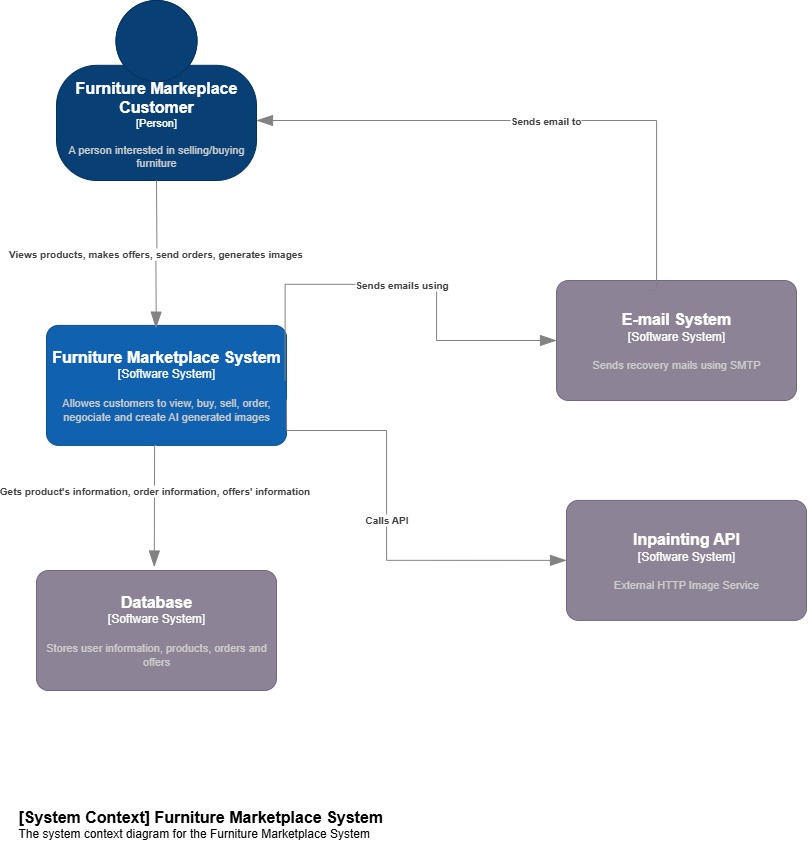 Furniture Markeplace
Customer
[Person]
A person interested in selling/buying
furniture
Sends email to
Views products, makes offers, send orders, generates images
Sends emails using
E-mail System
[Software System]
Sends recovery mails using SMTP
Furniture Marketplace System
[Software System]
Allowes customers to view, buy, sell, order,
negociate and create AI generated images
Gets product's information, order information, offers' information
Calls API
Inpainting API
[Software System]
External HTTP Image Service
Database
[Software System]
Stores user information, products, orders and
offers
[System Context] Furniture Marketplace System
The system context diagram for the Furniture Marketplace System